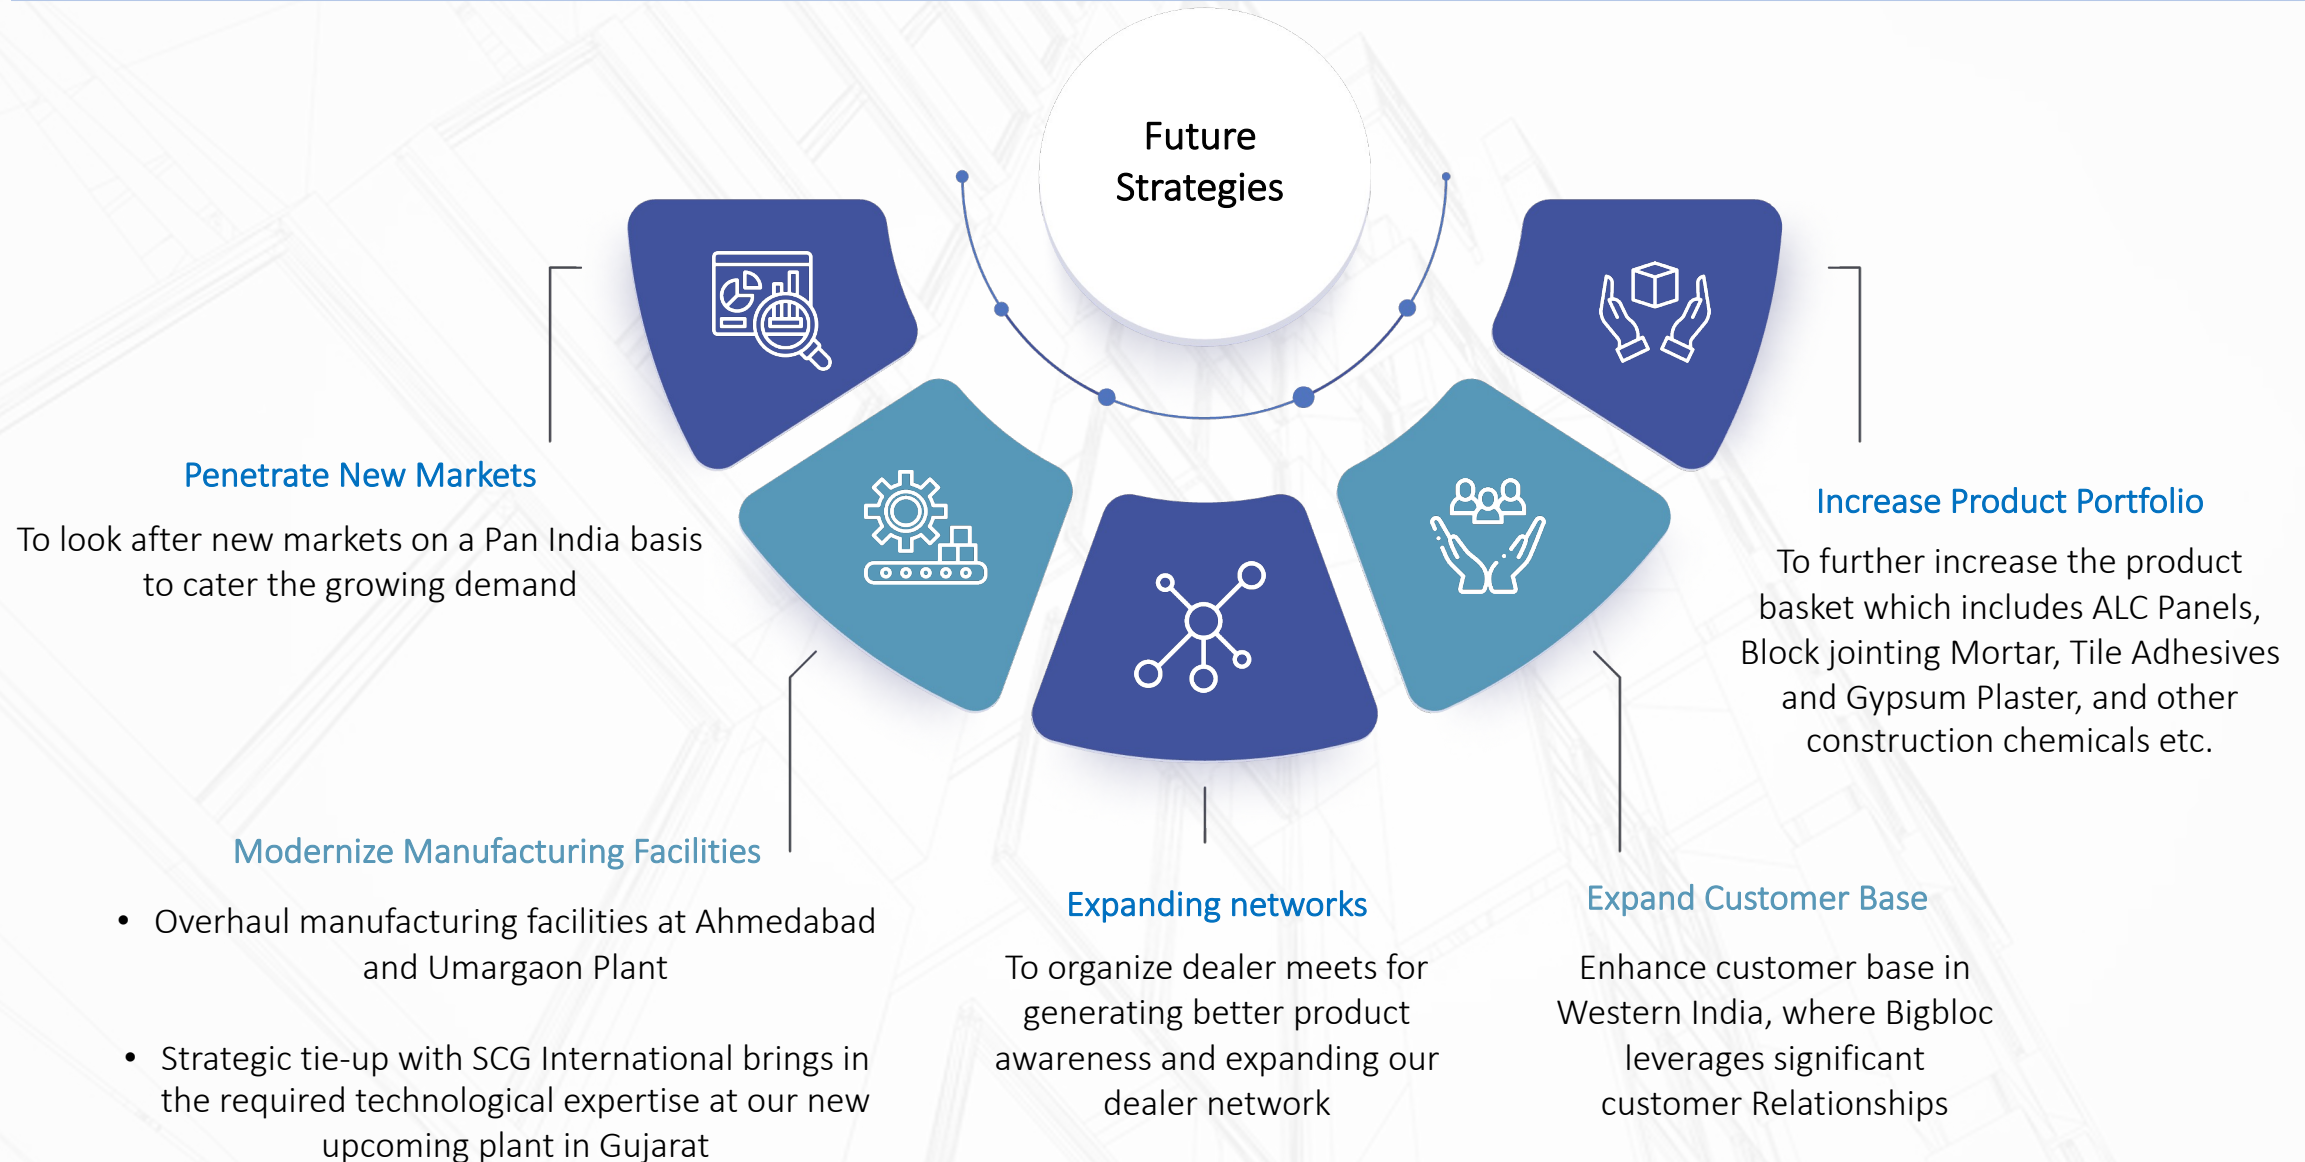 Future
Strategies
Penetrate New Markets
To look after new markets on a Pan India basis
to cater the growing demand
Modernize Manufacturing Facilities
• Overhaul manufacturing facilities at Ahmedabad
and Umargaon Plant
• Strategic tie-up with SCG International brings in
the required technological expertise at our new
upcoming plant in Gujarat
Expanding networks
To organize dealer meets for
generating better product
awareness and expanding our
dealer network
Expand Customer Base
Enhance customer base in
Western India, where Bigbloc
leverages significant
customer Relationships
Increase Product Portfolio
To further increase the product
basket which includes ALC Panels,
Block jointing Mortar, Tile Adhesives
and Gypsum Plaster, and other
construction chemicals etc.